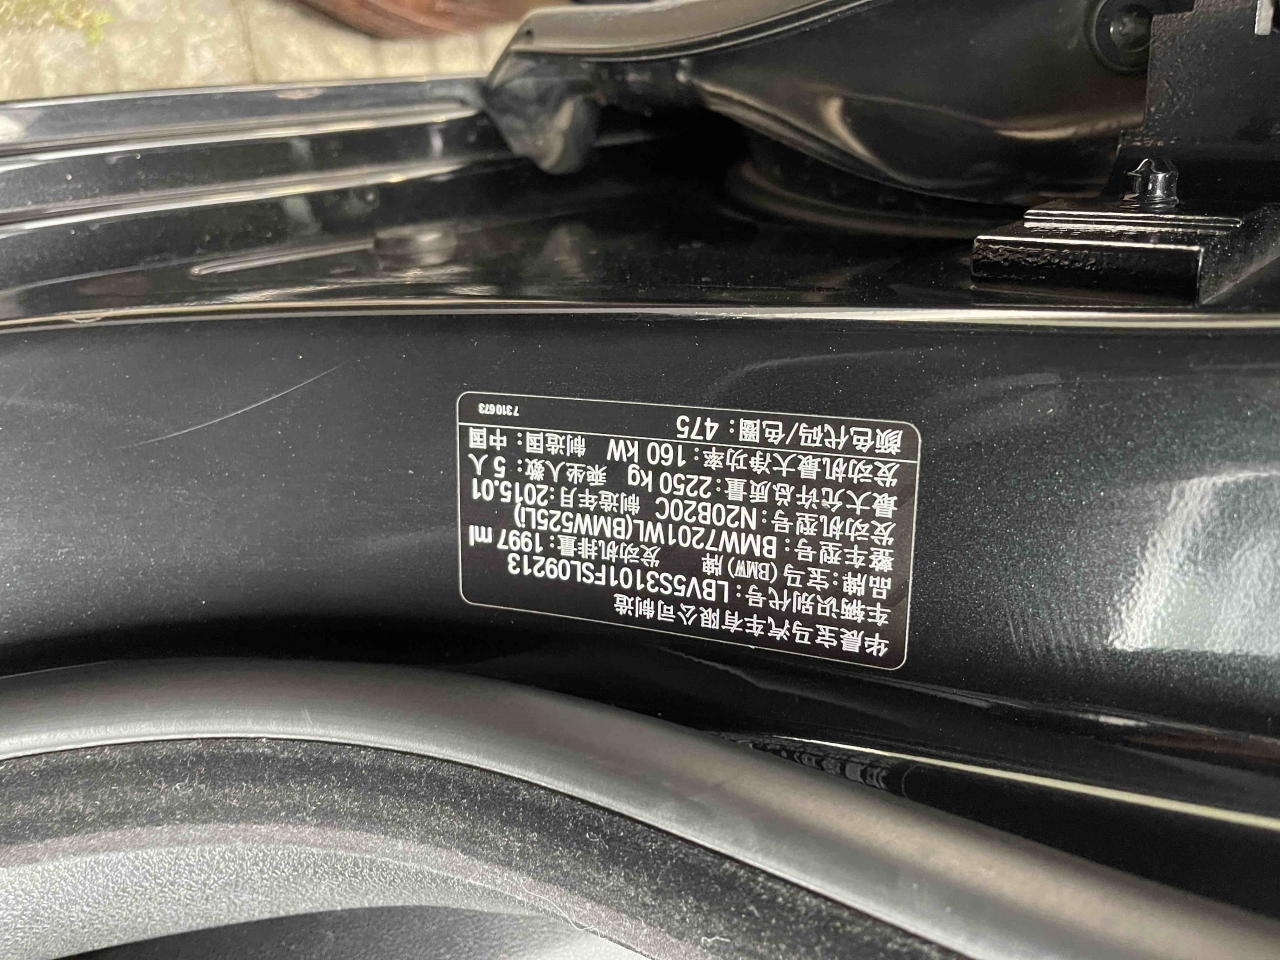 华晨宝马汽车有限公司制造
车辆识别代号：LBV5S3101FSL09213
品牌：宝马（BMW）牌 发动机排量：1997 ml
整车型号：BMW7201WL(BMW525Li)
发动机型号：N20B20C 制造年月：2015.01
最大允许总质量：2250 kg 乘坐人数：5 人
发动机最大净功率：160 kW 制造国：中国
颜色代码/色圈：475
7310673